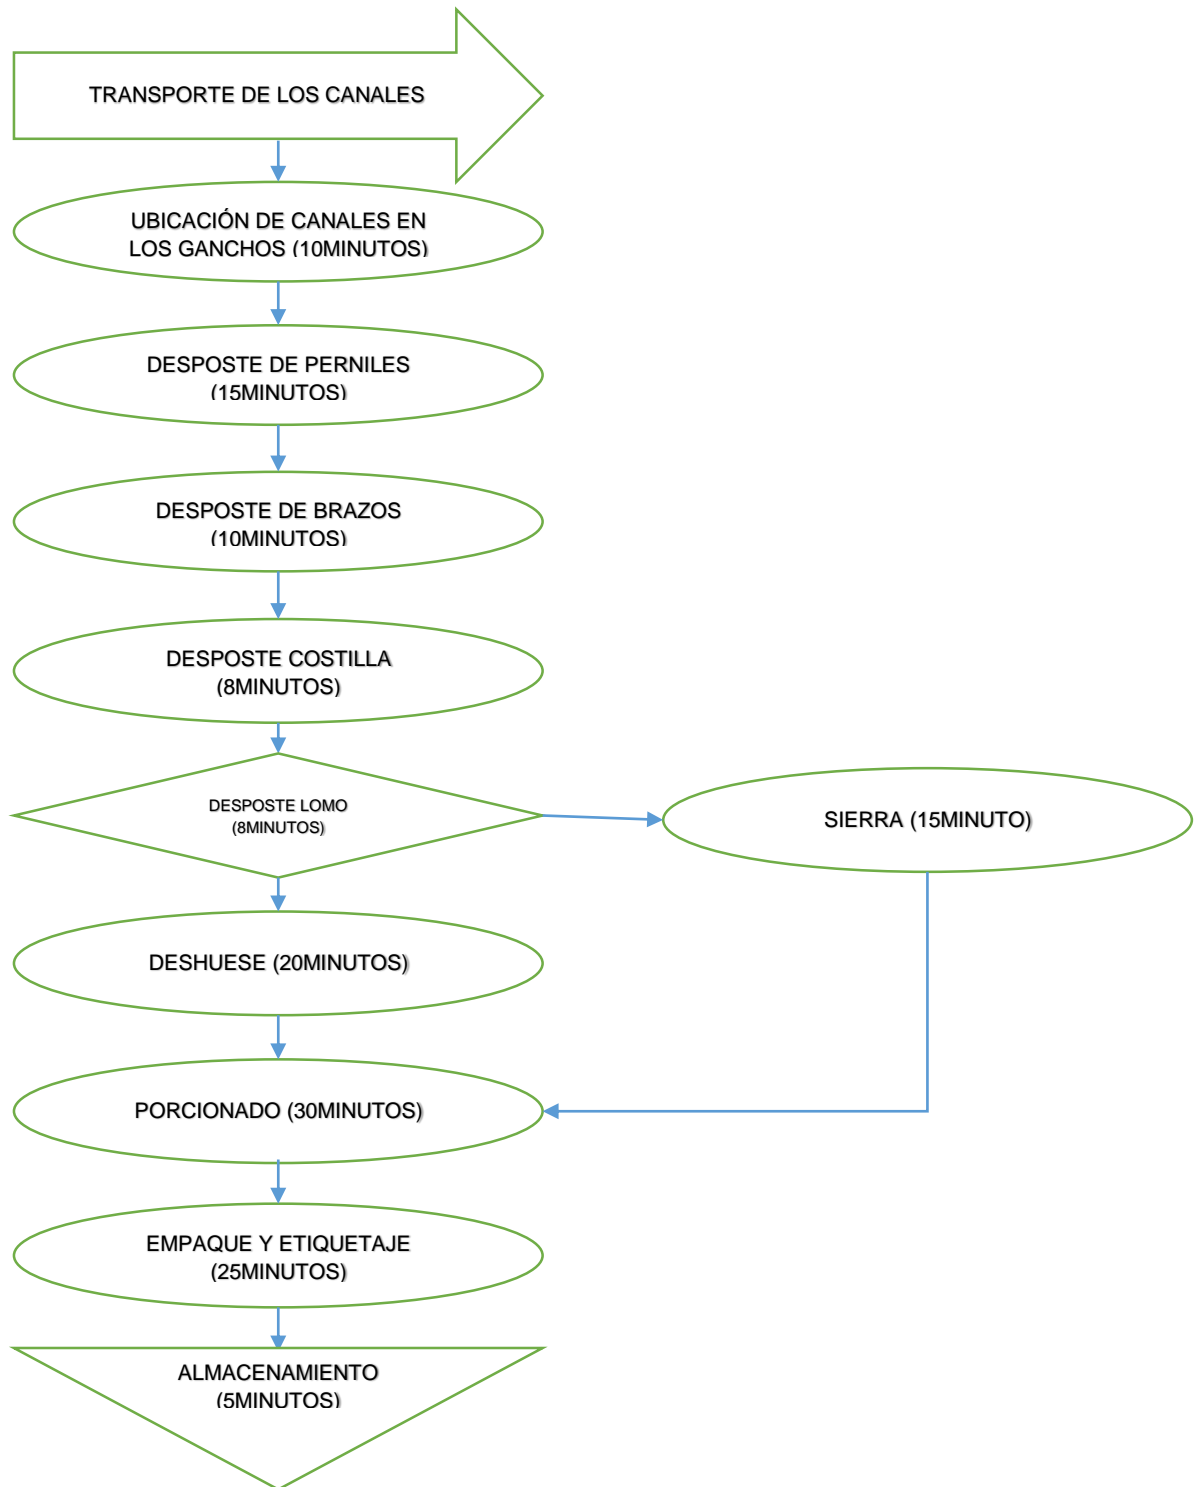 TRANSPORTE DE LOS CANALES
UBICACIÓN DE CANALES EN
LOS GANCHOS (10MINUTOS)
DESPOSTE DE PERNILES
(15MINUTOS)
DESPOSTE DE BRAZOS
(10MINUTOS)
DESPOSTE COSTILLA
(8MINUTOS)
DESPOSTE LOMO
(8MINUTOS)
SIERRA (15MINUTO)
DESHUESE (20MINUTOS)
PORCIONADO (30MINUTOS)
EMPAQUE Y ETIQUETAJE
(25MINUTOS)
ALMACENAMIENTO
(5MINUTOS)